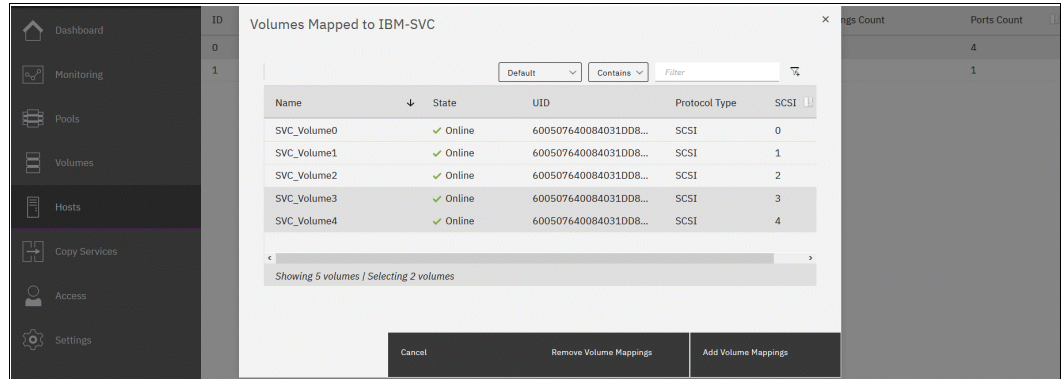 Dashboard
Monitoring
Pools
Volumes
Hosts
Copy Services
Access
Settings
ID
ngs Count
Ports Count
0
4
1
1
Volumes Mapped to IBM-SVC
×
Default
Contains
Filter
Name State UID Protocol Type SCSI
SVC_Volume0 Online 600507640084031DD8... SCSI 0
SVC_Volume1 Online 600507640084031DD8... SCSI 1
SVC_Volume2 Online 600507640084031DD8... SCSI 2
SVC_Volume3 Online 600507640084031DD8... SCSI 3
SVC_Volume4 Online 600507640084031DD8... SCSI 4
Showing 5 volumes | Selecting 2 volumes
Cancel
Remove Volume Mappings
Add Volume Mappings